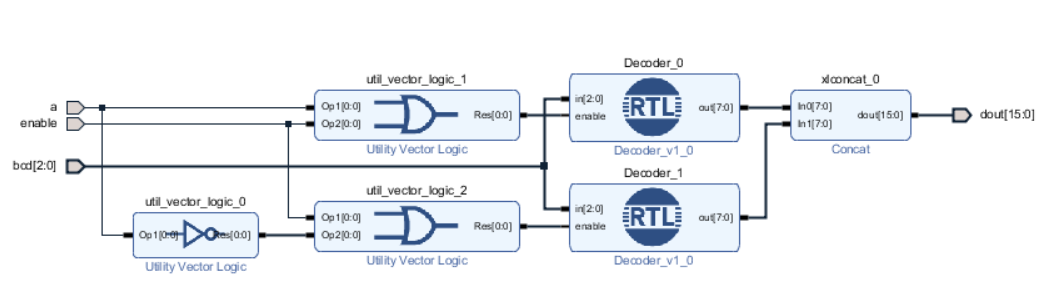 a
enable
bcd[2:0]
util_vector_logic_0
Op1[0:0]
Res[0:0]
Utility Vector Logic
util_vector_logic_1
Op1[0:0]
Op2[0:0]
Res[0:0]
Utility Vector Logic
util_vector_logic_2
Op1[0:0]
Op2[0:0]
Res[0:0]
Utility Vector Logic
Decoder_0
in[2:0]
enable
RTL
out[7:0]
Decoder_v1_0
Decoder_1
in[2:0]
enable
RTL
out[7:0]
Decoder_v1_0
xlconcat_0
In0[7:0]
In1[7:0]
dout[15:0]
Concat
dout[15:0]